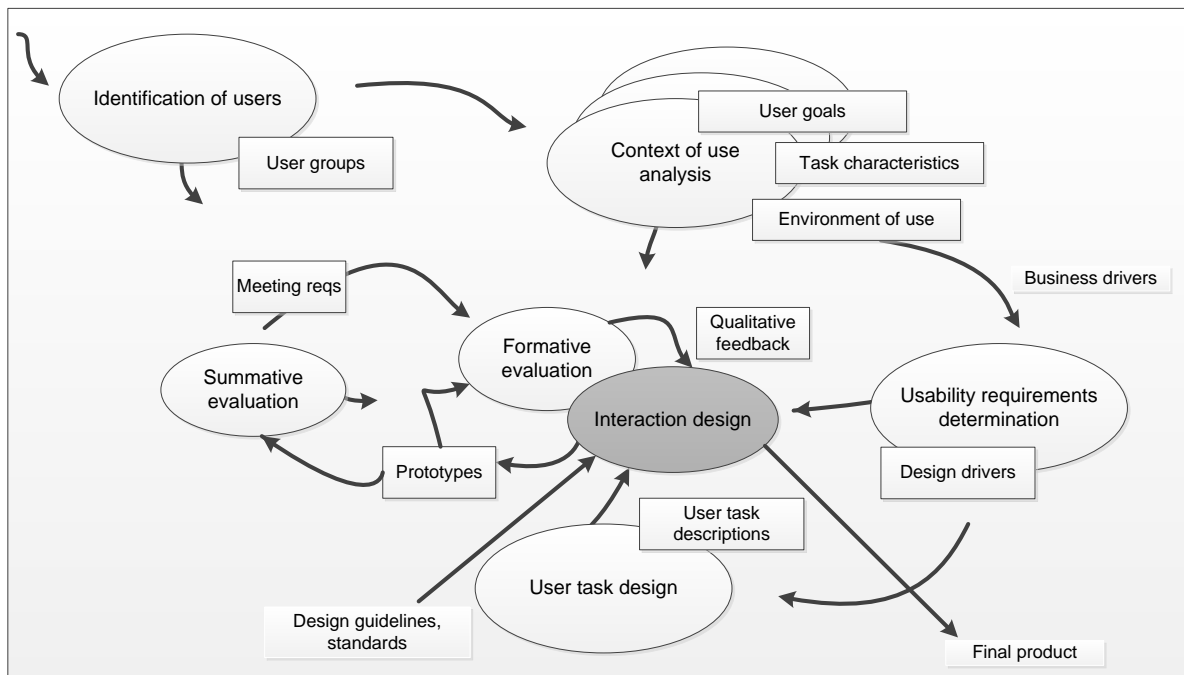 Identification of users
User groups
User goals
Context of use
analysis
Task characteristics
Environment of use
Business drivers
Meeting reqs
Qualitative
feedback
Formative
evaluation
Summative
evaluation
Interaction design
Usability requirements
determination
Prototypes
Design drivers
User task
descriptions
User task design
Design guidelines,
standards
Final product